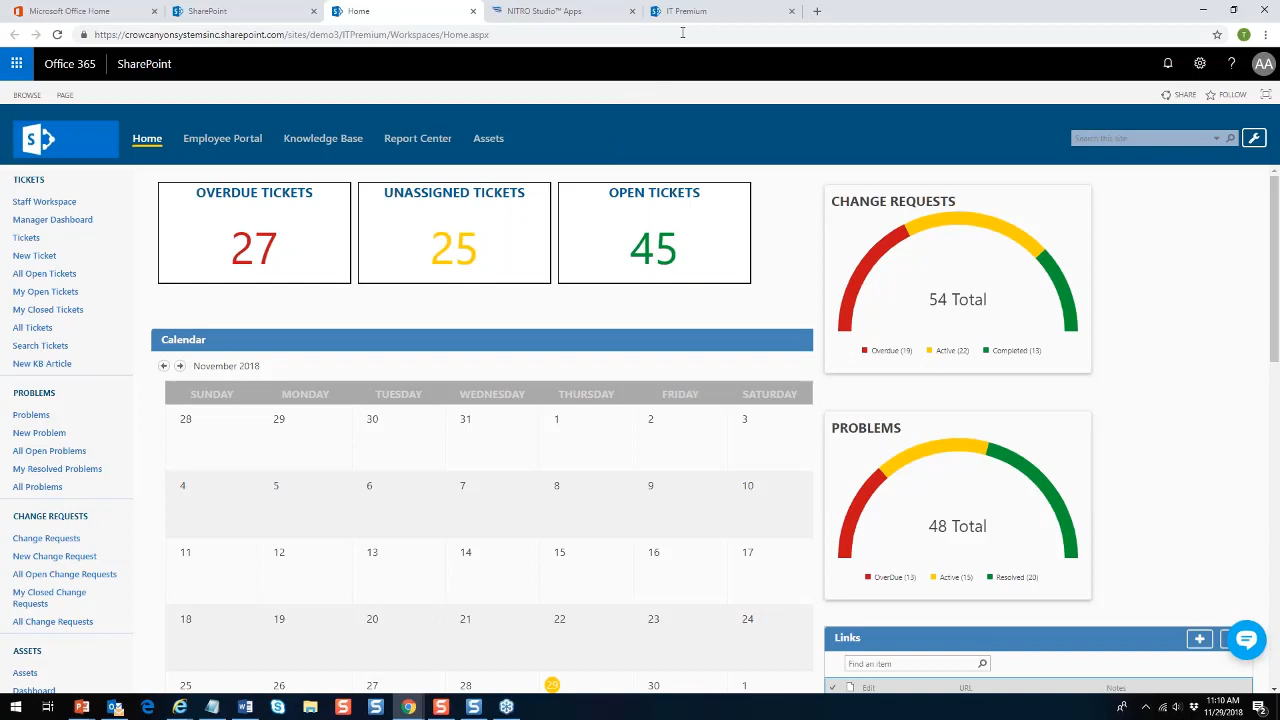 Microsoft Office Home
SharePoint
Home
NITRO Studio™ Apps
IT Premium
https://crowcanyonsystemsinc.sharepoint.com/sites/demo3/ITPremium/Workspaces/Home.aspx
T
Office 365
SharePoint
?
AA
BROWSE
PAGE
SHARE
FOLLOW
S
Home
Employee Portal
Knowledge Base
Report Center
Assets
Search this site
TICKETS
Staff Workspace
Manager Dashboard
Tickets
New Ticket
All Open Tickets
My Open Tickets
My Closed Tickets
All Tickets
Search Tickets
New KB Article
PROBLEMS
Problems
New Problem
All Open Problems
My Resolved Problems
All Problems
CHANGE REQUESTS
Change Requests
New Change Request
All Open Change Requests
My Closed Change
Requests
All Change Requests
ASSETS
Assets
Dashboard
OVERDUE TICKETS
27
UNASSIGNED TICKETS
25
OPEN TICKETS
45
Calendar
November 2018
SUNDAY MONDAY TUESDAY WEDNESDAY THURSDAY FRIDAY SATURDAY
28 29 30 31 1 2 3
4 5 6 7 8 9 10
11 12 13 14 15 16 17
18 19 20 21 22 23 24
25 26 27 28 29 30 1
CHANGE REQUESTS
54 Total
Overdue (19) Active (22) Completed (13)
PROBLEMS
48 Total
OverDue (13) Active (15) Resolved (20)
Links
Find an item
Edit URL Notes
11:10 AM
11/29/2018
2